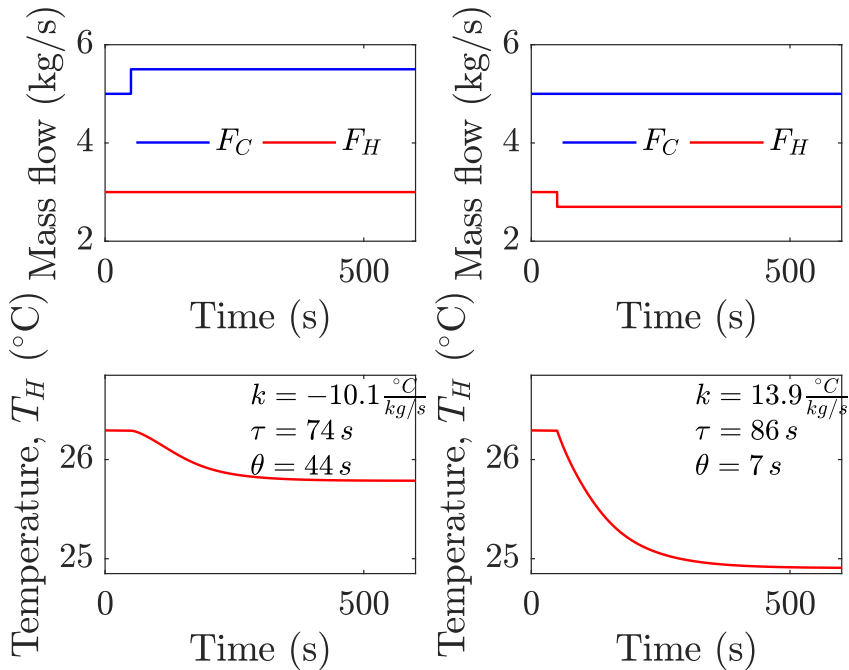 Mass flow (kg/s)
6
4
2
F_C F_H
0 500
Time (s)
Mass flow (kg/s)
6
4
2
F_C F_H
0 500
Time (s)
Temperature, T_H (°C)
26
25
k = −10.1 °C/kg/s
τ = 74 s
θ = 44 s
0 500
Time (s)
Temperature, T_H (°C)
26
25
k = 13.9 °C/kg/s
τ = 86 s
θ = 7 s
0 500
Time (s)